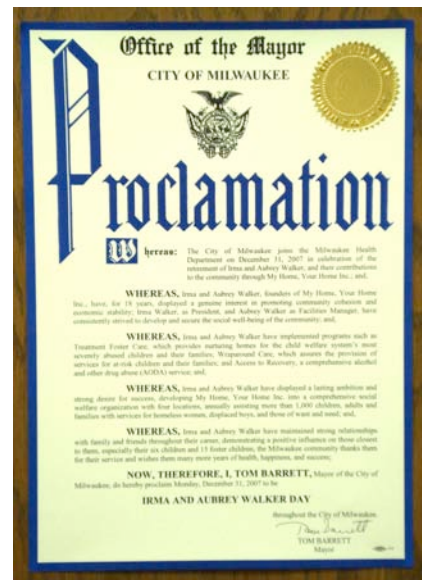 Office of the Mayor
CITY OF MILWAUKEE
Proclamation
Whereas: The City of Milwaukee joins the Milwaukee Health
Department on December 31, 2007 in celebration of the
retirement of Irma and Aubrey Walker, and their contributions
to the community through My Home, Your Home Inc.; and,
WHEREAS, Irma and Aubrey Walker, founders of My Home, Your Home
Inc., have, for 18 years, displayed a genuine interest in promoting community cohesion and
economic stability; Irma Walker, as President, and Aubrey Walker as Facilities Manager, have
consistently strived to develop and secure the social well-being of the community; and,
WHEREAS, Irma and Aubrey Walker have implemented programs such as
Treatment Foster Care, which provides nurturing homes for the child welfare system's most
severely abused children and their families; Wraparound Care, which assures the provision of
services for at-risk children and their families; and Access to Recovery, a comprehensive alcohol
and other drug abuse (AODA) service; and,
WHEREAS, Irma and Aubrey Walker have displayed a lasting ambition and
strong desire for success, developing My Home, Your Home Inc. into a comprehensive social
welfare organization with four locations, annually assisting more than 1,000 children, adults and
families with services for homeless women, displaced boys, and those of want and need; and,
WHEREAS, Irma and Aubrey Walker have maintained strong relationships
with family and friends throughout their career, demonstrating a positive influence on those closest
to them, especially their six children and 15 foster children, the Milwaukee community thanks them
for their service and wishes them many more years of health, happiness, and success;
NOW, THEREFORE, I, TOM BARRETT, Mayor of the City of
Milwaukee, do hereby proclaim Monday, December 31, 2007 to be
IRMA AND AUBREY WALKER DAY
throughout the City of Milwaukee.
Tom Barrett
TOM BARRETT
Mayor